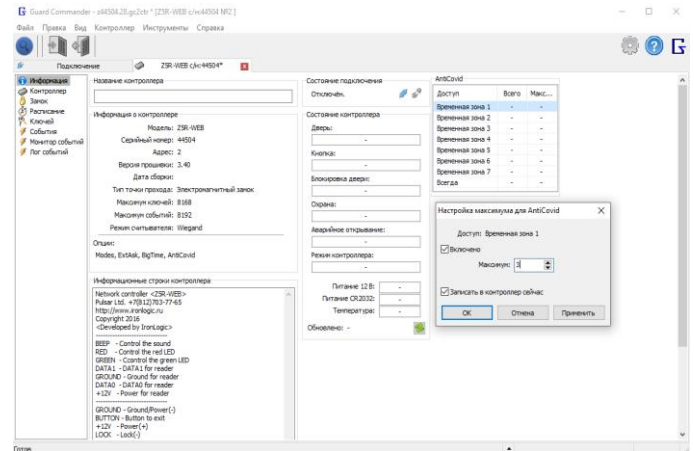 Guard Commander - z44504.28.gc2ctr * [Z5R-WEB с/н:44504 №2 ]
Файл Правка Вид Контроллер Инструменты Справка
Подключение
Z5R-WEB с/н:44504*
Информация
Контроллер
Замок
Расписание
Ключей
События
Монитор событий
Лог событий
Название контроллера
Информация о контроллере
Модель: Z5R-WEB
Серийный номер: 44504
Адрес: 2
Версия прошивки: 3.40
Дата сборки:
Тип точки прохода: Электромагнитный замок
Максимум ключей: 8168
Максимум событий: 8192
Режим считывателя: Wiegand
Опции:
Modes, ExtAsk, BigTime, AntiCovid
Информационные строки контроллера
Network controller <Z5R-WEB>
Pulsar Ltd. +7(812)703-77-65
http://www.ironlogic.ru
Copyright 2016
<Developed by IronLogic>
BEEP - Control the sound
RED - Control the red LED
GREEN - Control the green LED
DATA1 - DATA1 for reader
GROUND - Ground for reader
DATA0 - DATA0 for reader
+12V - Power for reader
GROUND - Ground/Power(-)
BUTTON - Button to exit
+12V - Power(+)
LOCK - Lock(-)
Состояние подключения
Отключён.
Состояние контроллера
Дверь:
-
Кнопка:
-
Блокировка двери:
-
Охрана:
-
Аварийное открывание:
-
Режим контроллера:
-
Питание 12 В: -
Питание CR2032: -
Температура: -
Обновлено: -
AntiCovid
Доступ Всего Макс...
Временная зона 1 - -
Временная зона 2 - -
Временная зона 3 - -
Временная зона 4 - -
Временная зона 5 - -
Временная зона 6 - -
Временная зона 7 - -
Всегда - -
Настройка максимума для AntiCovid
Доступ: Временная зона 1
Включено
Максимум: 3
Записать в контроллер сейчас
ОК Отмена Применить
Готов